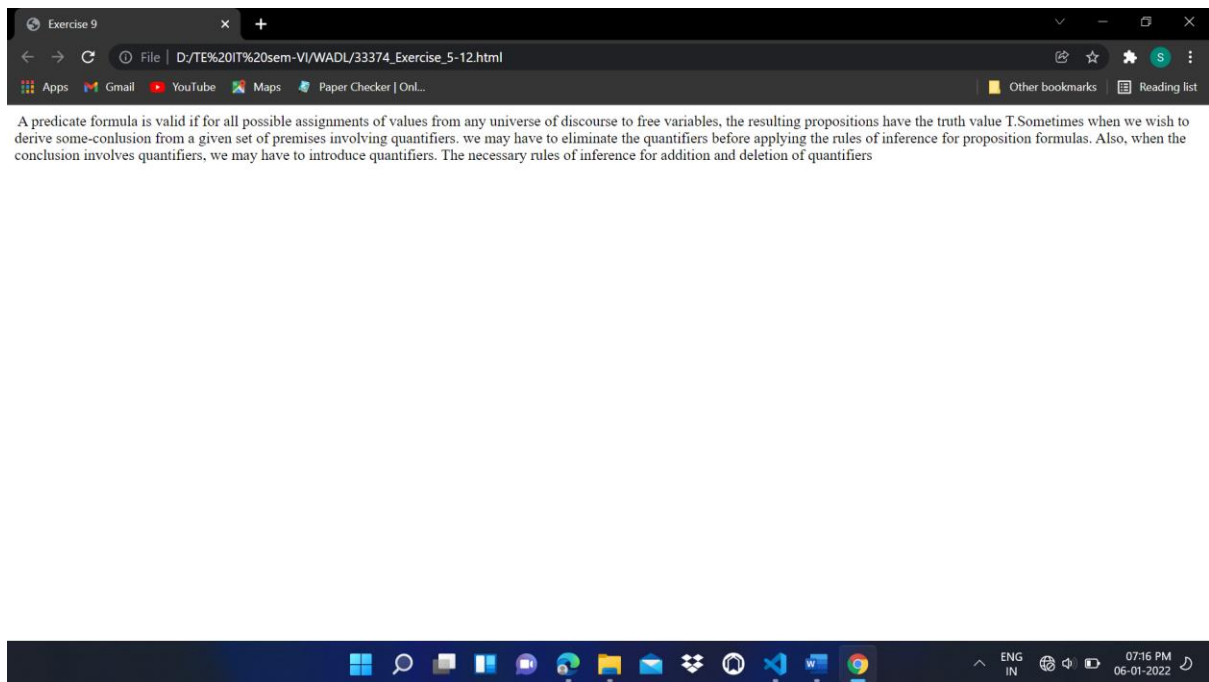 Exercise 9
File | D:/TE%20IT%20sem-VI/WADL/33374_Exercise_5-12.html
S
Apps Gmail YouTube Maps Paper Checker | Onl... Other bookmarks Reading list
A predicate formula is valid if for all possible assignments of values from any universe of discourse to free variables, the resulting propositions have the truth value T.Sometimes when we wish to
derive some-conlusion from a given set of premises involving quantifiers. we may have to eliminate the quantifiers before applying the rules of inference for proposition formulas. Also, when the
conclusion involves quantifiers, we may have to introduce quantifiers. The necessary rules of inference for addition and deletion of quantifiers
W
ENG 07:16 PM
IN 06-01-2022